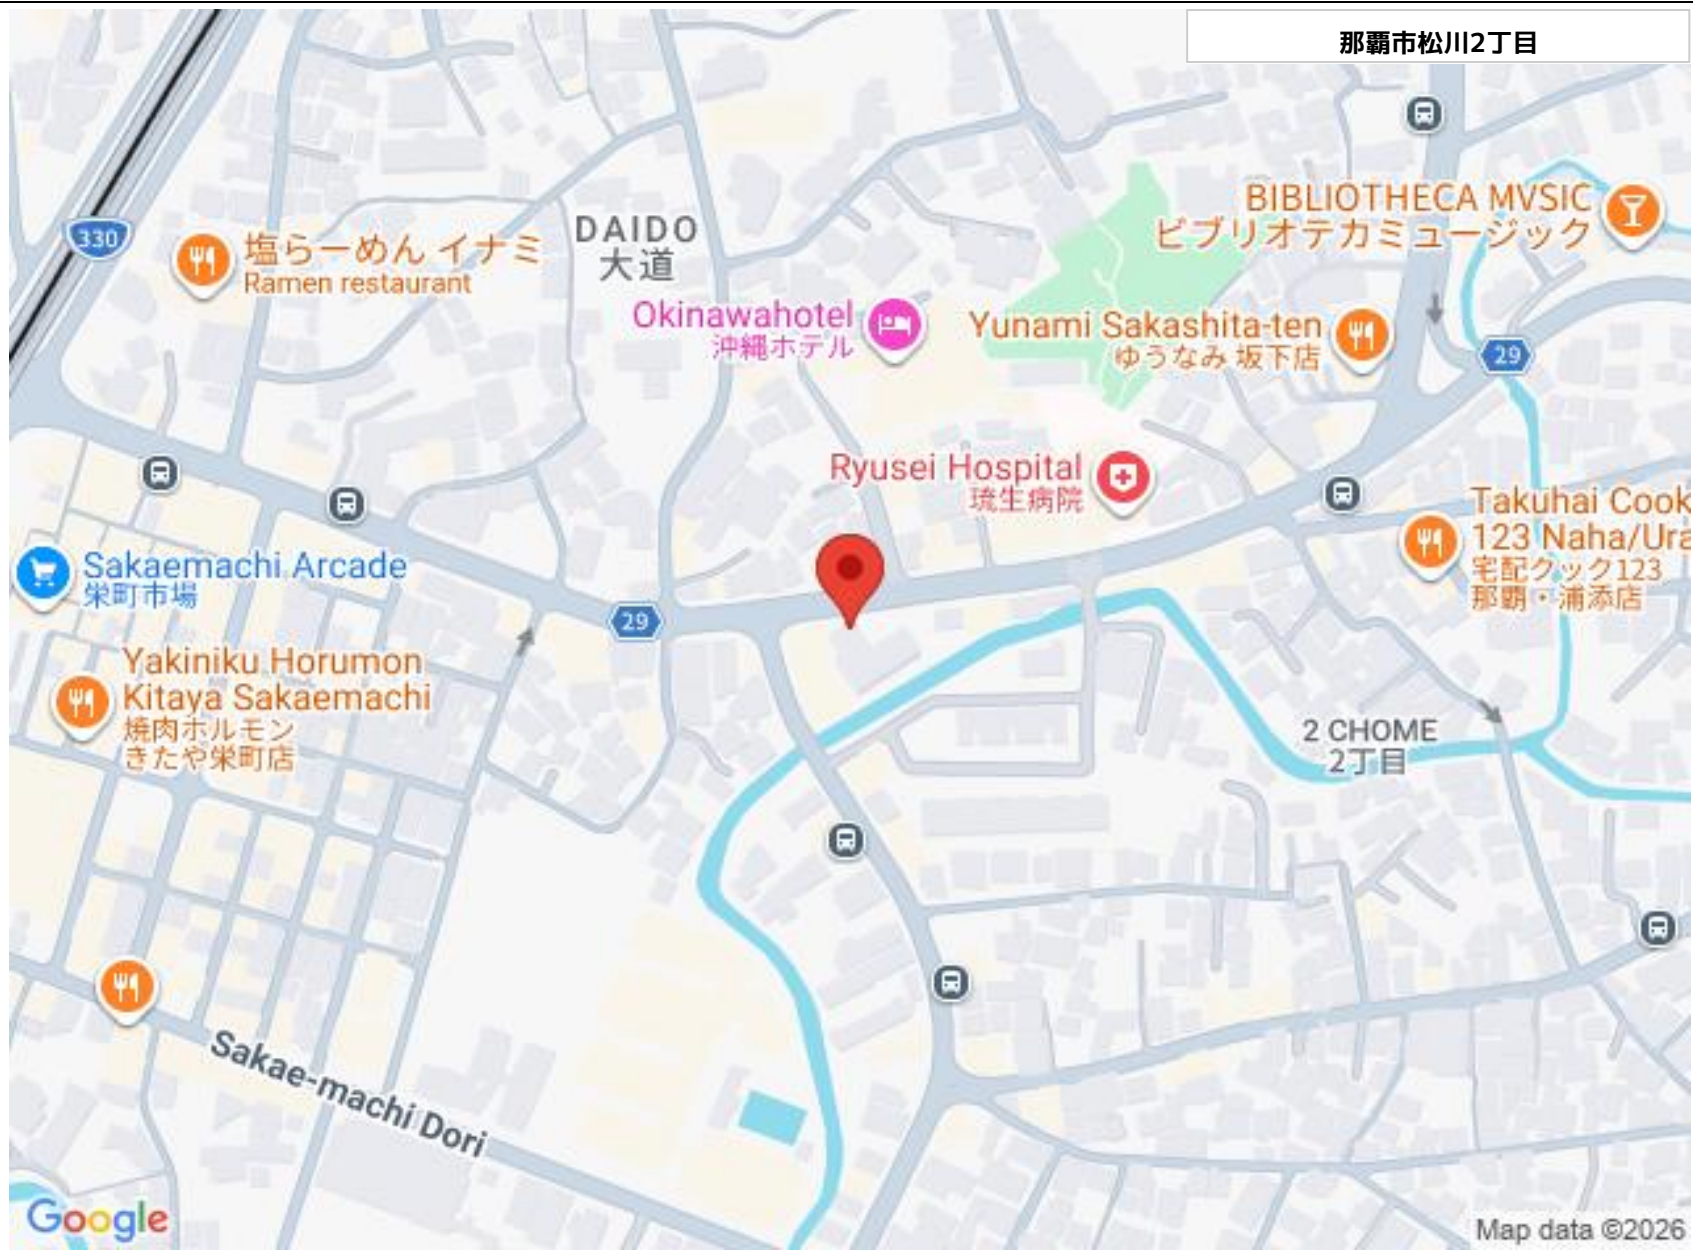 那覇市松川2丁目
BIBLIOTHECA MVSIC
ビブリオテカミュージック
330
塩らーめん イナミ
Ramen restaurant
DAIDO
大道
Okinawahotel
沖縄ホテル
Yunami Sakashita-ten
ゆうなみ 坂下店
29
Ryusei Hospital
琉生病院
Takuhai Cook
123 Naha/Ura
宅配クック123
那覇・浦添店
Sakaemachi Arcade
栄町市場
29
Yakiniku Horumon
Kitaya Sakaemachi
焼肉ホルモン
きたや栄町店
2 CHOME
2丁目
Sakae-machi Dori
Google
Map data ©2026